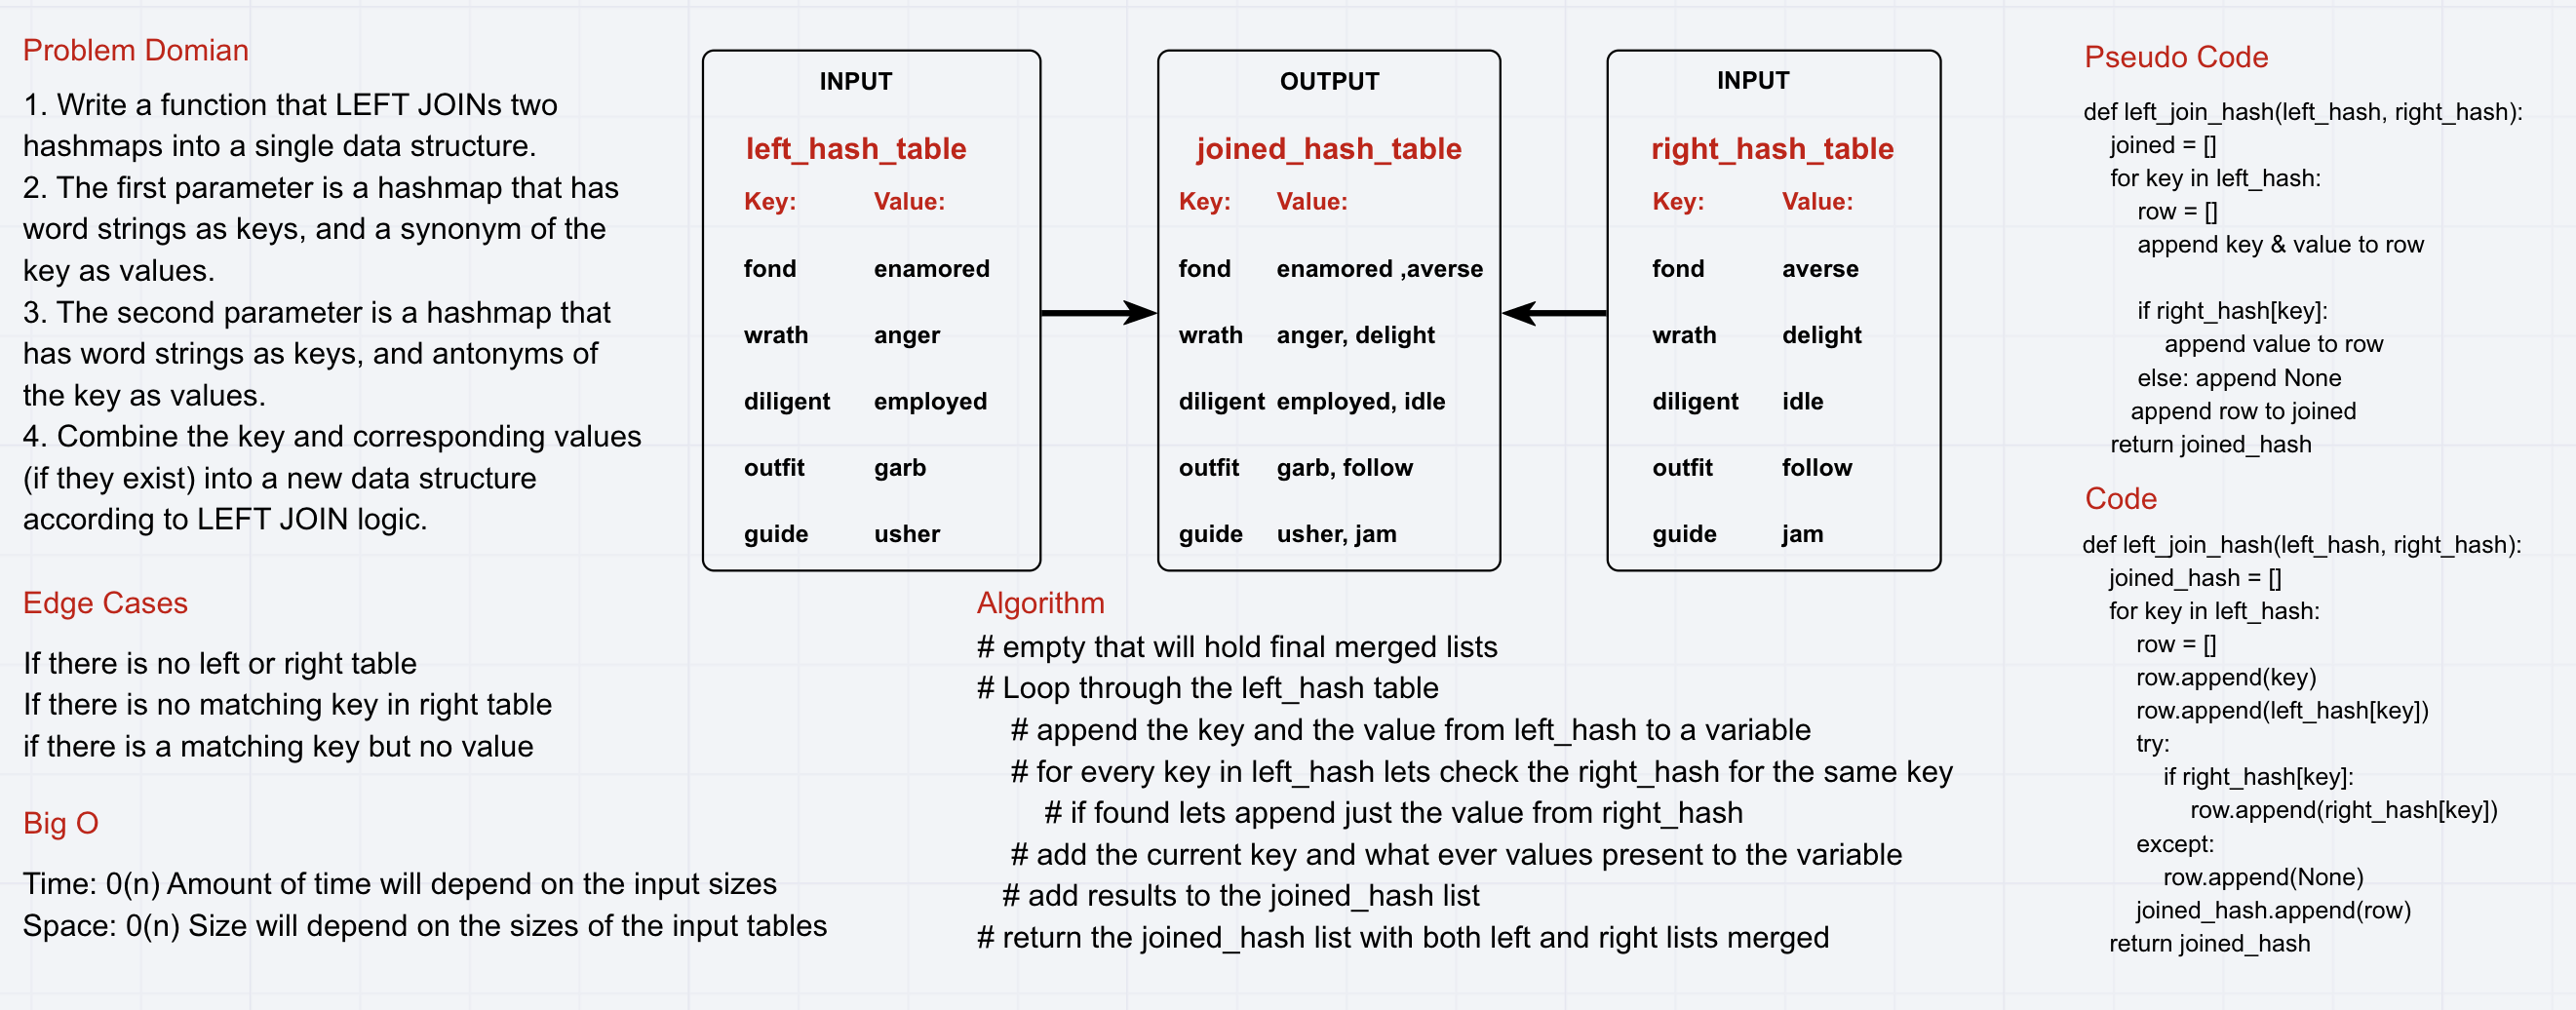 Problem Domian
1. Write a function that LEFT JOINs two
hashmaps into a single data structure.
2. The first parameter is a hashmap that has
word strings as keys, and a synonym of the
key as values.
3. The second parameter is a hashmap that
has word strings as keys, and antonyms of
the key as values.
4. Combine the key and corresponding values
(if they exist) into a new data structure
according to LEFT JOIN logic.
Edge Cases
If there is no left or right table
If there is no matching key in right table
if there is a matching key but no value
Big O
Time: 0(n) Amount of time will depend on the input sizes
Space: 0(n) Size will depend on the sizes of the input tables
INPUT
left_hash_table
Key: Value:
fond enamored
wrath anger
diligent employed
outfit garb
guide usher
OUTPUT
joined_hash_table
Key: Value:
fond enamored ,averse
wrath anger, delight
diligent employed, idle
outfit garb, follow
guide usher, jam
INPUT
right_hash_table
Key: Value:
fond averse
wrath delight
diligent idle
outfit follow
guide jam
Algorithm
# empty that will hold final merged lists
# Loop through the left_hash table
# append the key and the value from left_hash to a variable
# for every key in left_hash lets check the right_hash for the same key
# if found lets append just the value from right_hash
# add the current key and what ever values present to the variable
# add results to the joined_hash list
# return the joined_hash list with both left and right lists merged
Pseudo Code
def left_join_hash(left_hash, right_hash):
joined = []
for key in left_hash:
row = []
append key & value to row
if right_hash[key]:
append value to row
else: append None
append row to joined
return joined_hash
Code
def left_join_hash(left_hash, right_hash):
joined_hash = []
for key in left_hash:
row = []
row.append(key)
row.append(left_hash[key])
try:
if right_hash[key]:
row.append(right_hash[key])
except:
row.append(None)
joined_hash.append(row)
return joined_hash